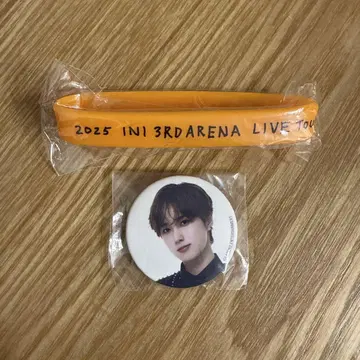 2025 INI 3RD ARENA LIVE TOU